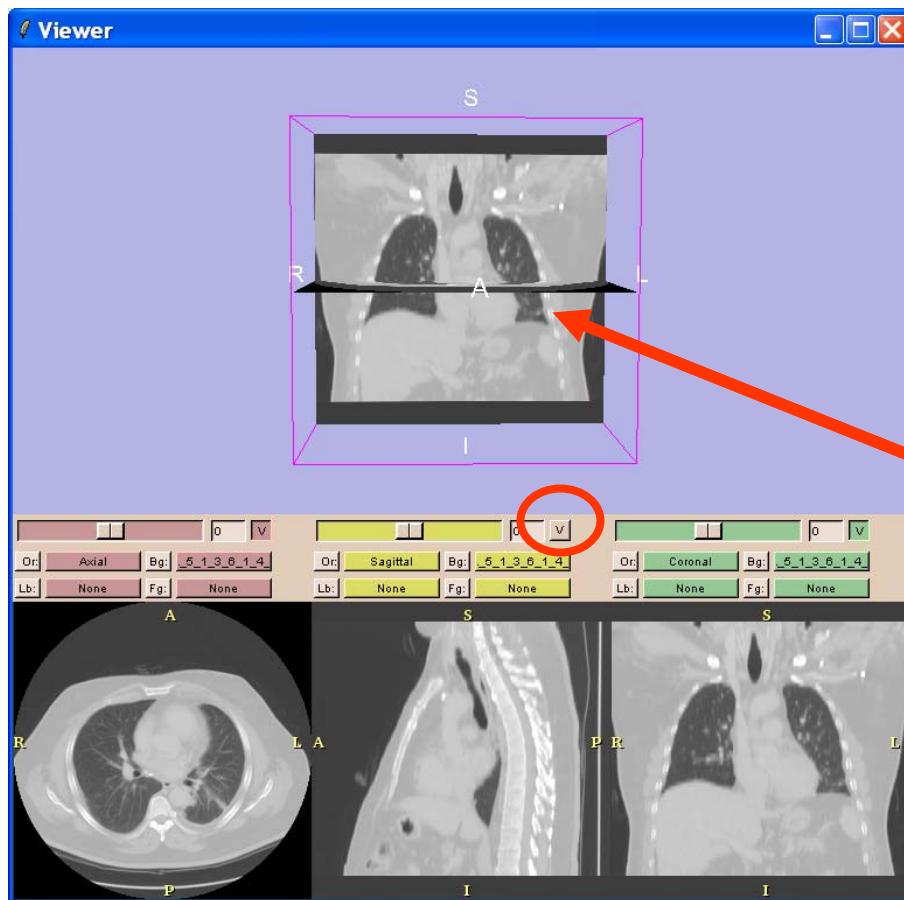 Viewer
S
R A L
I
0 V 0 V 0 V
Or: Axial Bg: _5_1_3_6_1_4_ Or: Sagittal Bg: _5_1_3_6_1_4_ Or: Coronal Bg: _5_1_3_6_1_4_
Lb: None Fg: None Lb: None Fg: None Lb: None Fg: None
A S S
R L A P R L
P I I